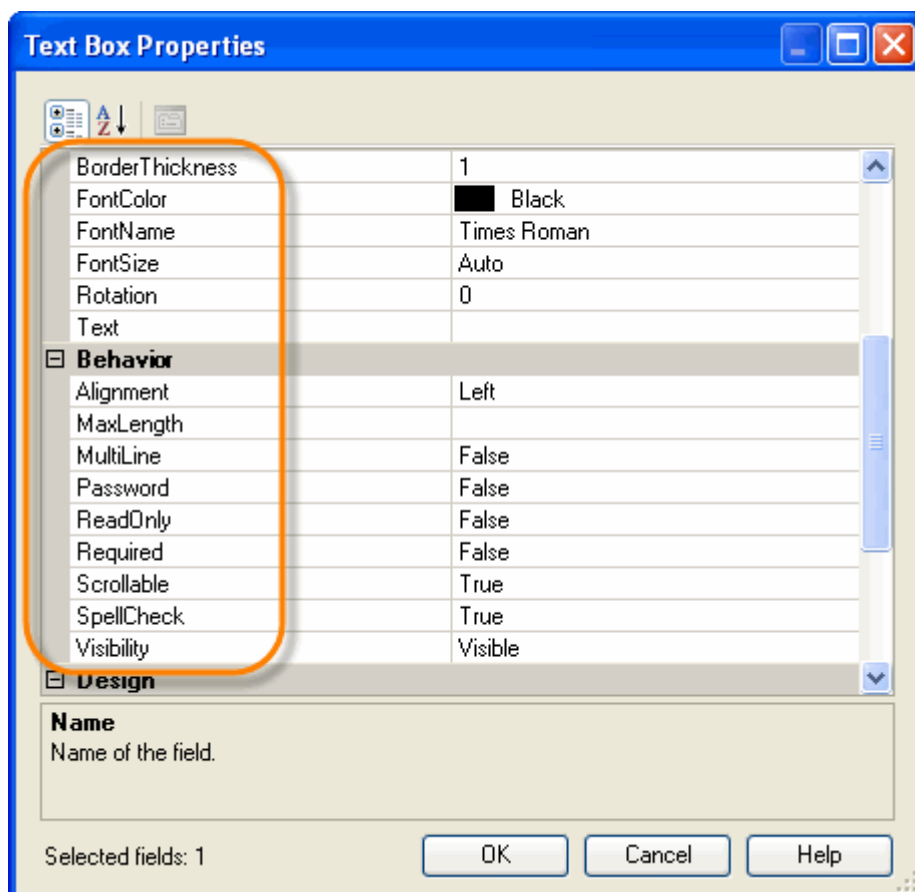 Text Box Properties
BorderThickness 1
FontColor Black
FontName Times Roman
FontSize Auto
Rotation 0
Text
Behavior
Alignment Left
MaxLength
MultiLine False
Password False
ReadOnly False
Required False
Scrollable True
SpellCheck True
Visibility Visible
Design
Name
Name of the field.
Selected fields: 1 OK Cancel Help